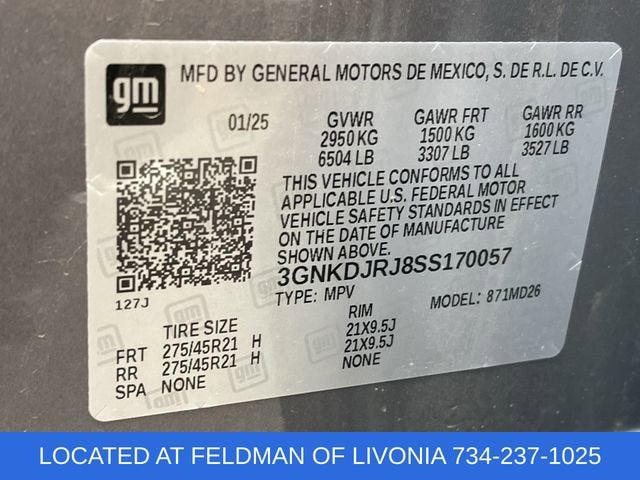 gm
MFD BY GENERAL MOTORS DE MEXICO, S. DE R.L. DE C.V.
01/25 GVWR GAWR FRT GAWR RR
2950 KG 1500 KG 1600 KG
6504 LB 3307 LB 3527 LB
THIS VEHICLE CONFORMS TO ALL
APPLICABLE U.S. FEDERAL MOTOR
VEHICLE SAFETY STANDARDS IN EFFECT
ON THE DATE OF MANUFACTURE
SHOWN ABOVE.
3GNKDJRJ8SS170057
127J
TYPE: MPV MODEL: 871MD26
TIRE SIZE RIM
FRT 275/45R21 H 21X9.5J
RR 275/45R21 H 21X9.5J
SPA NONE NONE
LOCATED AT FELDMAN OF LIVONIA 734-237-1025